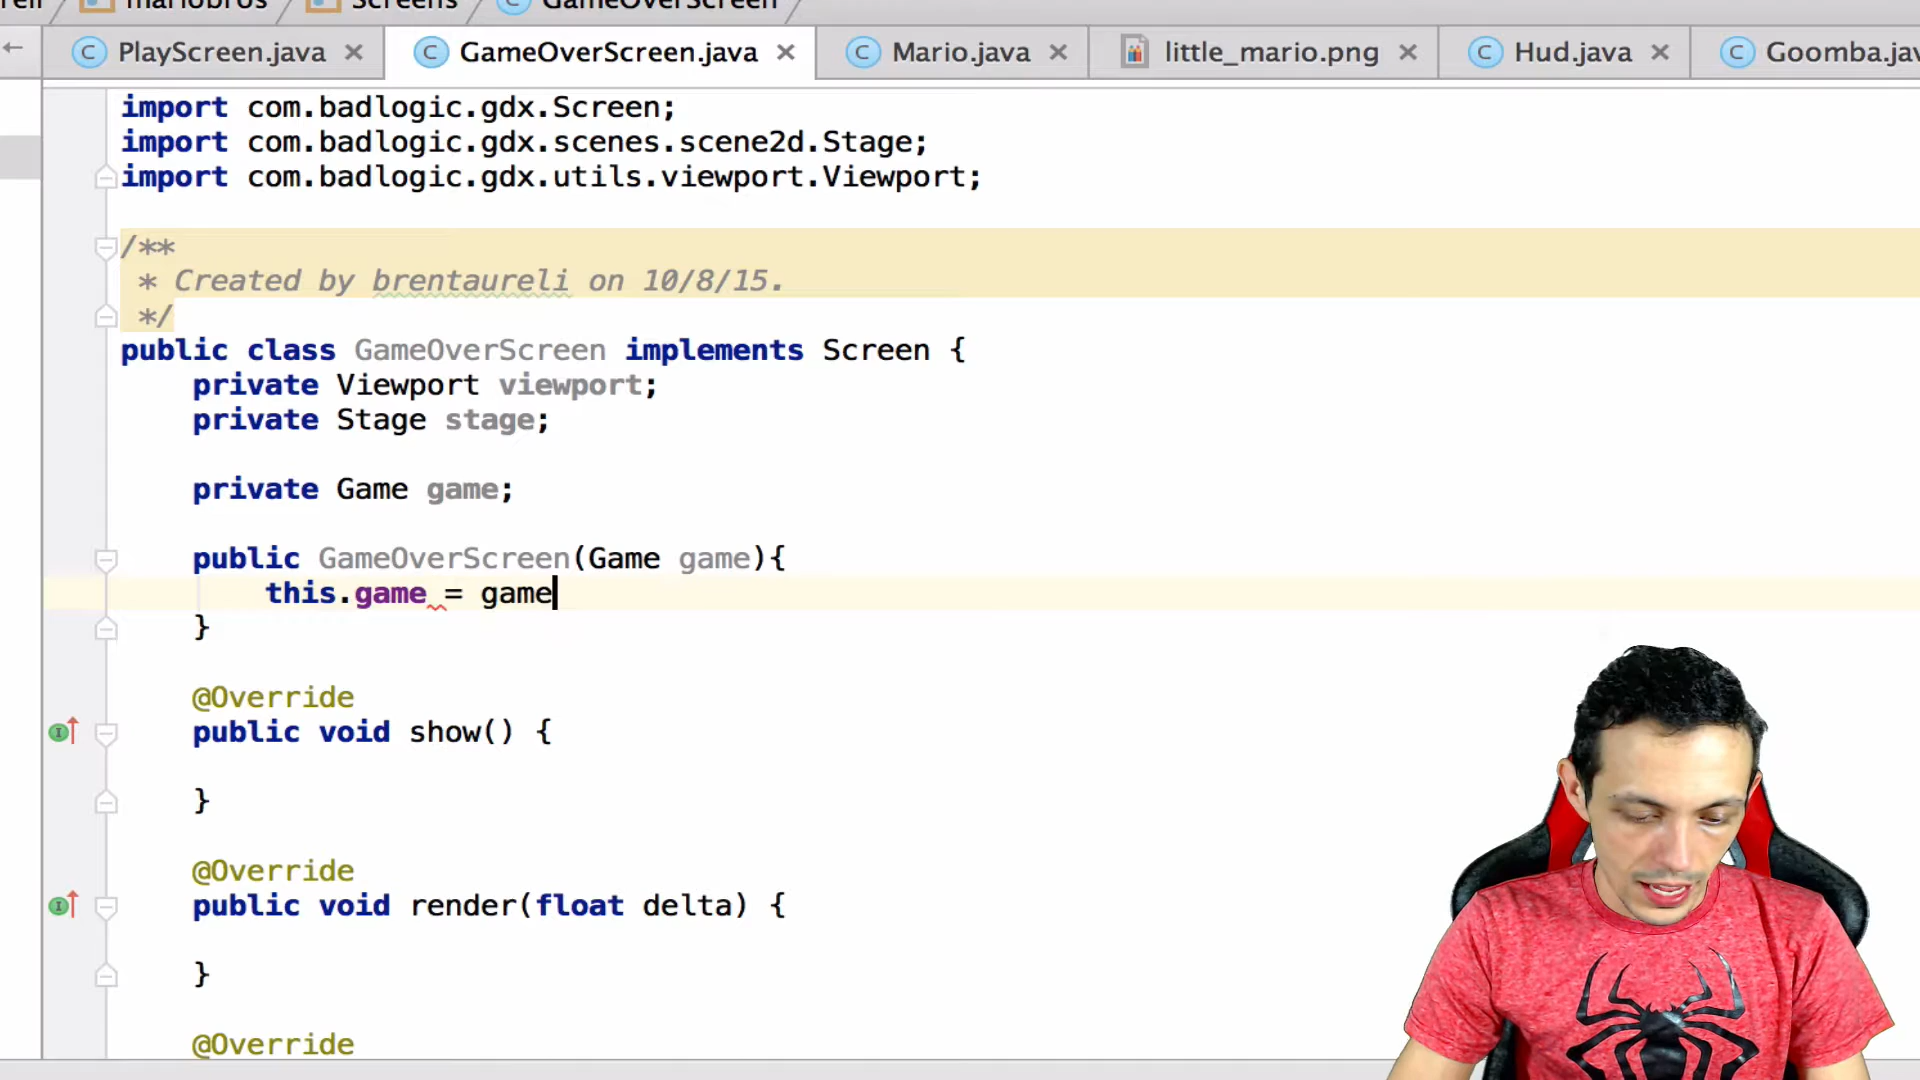 mariobros Screens GameOverScreen
PlayScreen.java GameOverScreen.java Mario.java little_mario.png Hud.java Goomba.jav
import com.badlogic.gdx.Screen;
import com.badlogic.gdx.scenes.scene2d.Stage;
import com.badlogic.gdx.utils.viewport.Viewport;
/**
* Created by brentaureli on 10/8/15.
*/
public class GameOverScreen implements Screen {
private Viewport viewport;
private Stage stage;
private Game game;
public GameOverScreen(Game game){
this.game = game
}
@Override
public void show() {
}
@Override
public void render(float delta) {
}
@Override